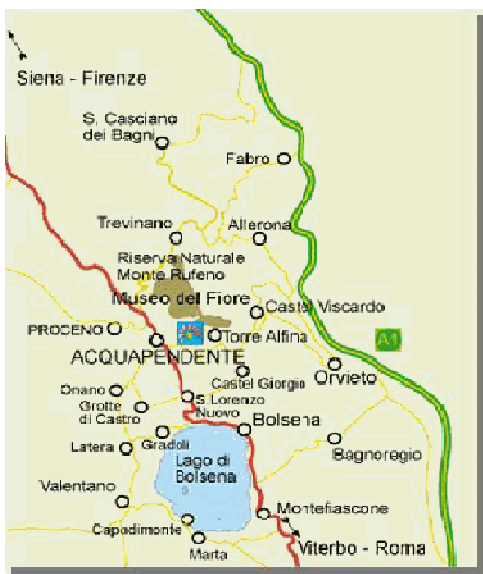 Siena - Firenze
S. Casciano
dei Bagni
Fabro
Trevinano
Allerona
Riserva Naturale
Monte Rufeno
Museo del Fiore
Castel Viscardo
PROCENO
Torre Alfina
A1
ACQUAPENDENTE
Orvieto
Castel Giorgio
Onano
S. Lorenzo
Nuovo
Grotte
di Castro
Bolsena
Gradoli
Latera
Bagnoregio
Lago di
Bolsena
Valentano
Montefiascone
Capodimonte
Marta
Viterbo - Roma